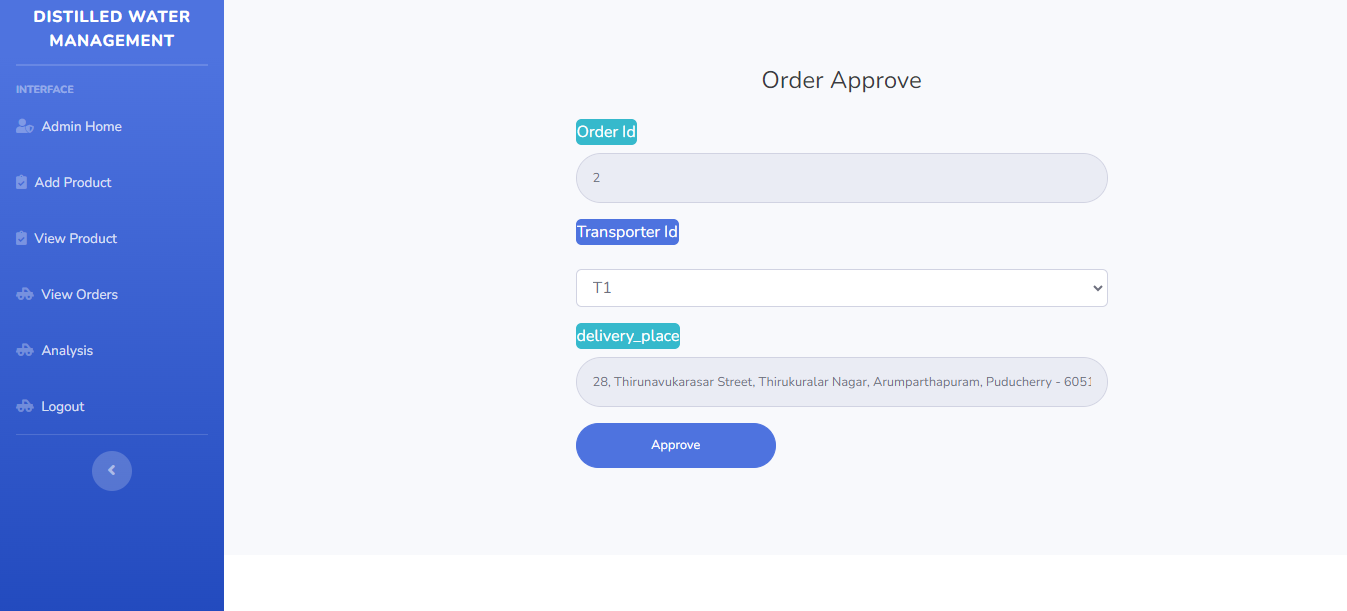 DISTILLED WATER
MANAGEMENT
INTERFACE
Admin Home
Add Product
View Product
View Orders
Analysis
Logout
Order Approve
Order Id
2
Transporter Id
T1
delivery_place
28, Thirunavukarasar Street, Thirukuralar Nagar, Arumparthapuram, Puducherry - 6051
Approve